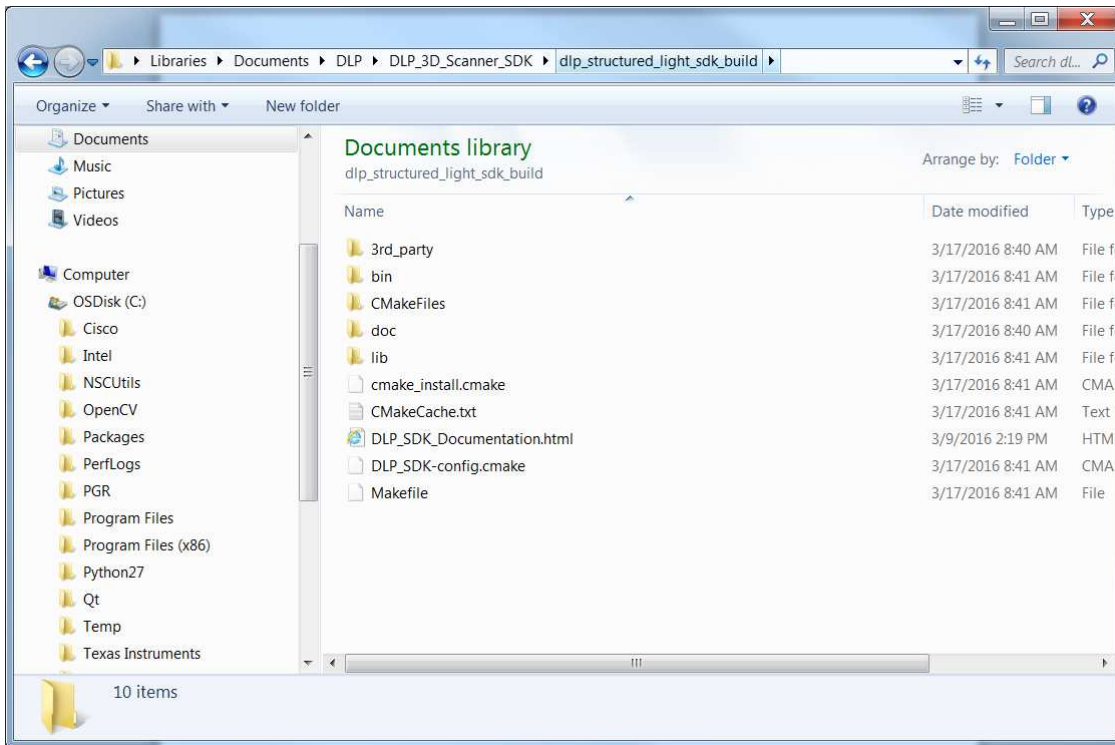 Libraries Documents DLP DLP_3D_Scanner_SDK dlp_structured_light_sdk_build Search dl...
Organize Share with New folder
Documents
Music
Pictures
Videos
Computer
OSDisk (C:)
Cisco
Intel
NSCUtils
OpenCV
Packages
PerfLogs
PGR
Program Files
Program Files (x86)
Python27
Qt
Temp
Texas Instruments
Documents library
dlp_structured_light_sdk_build
Arrange by: Folder
Name Date modified Type
3rd_party 3/17/2016 8:40 AM File f
bin 3/17/2016 8:41 AM File f
CMakeFiles 3/17/2016 8:41 AM File f
doc 3/17/2016 8:40 AM File f
lib 3/17/2016 8:41 AM File f
cmake_install.cmake 3/17/2016 8:41 AM CMA
CMakeCache.txt 3/17/2016 8:41 AM Text
DLP_SDK_Documentation.html 3/9/2016 2:19 PM HTM
DLP_SDK-config.cmake 3/17/2016 8:41 AM CMA
Makefile 3/17/2016 8:41 AM File
10 items